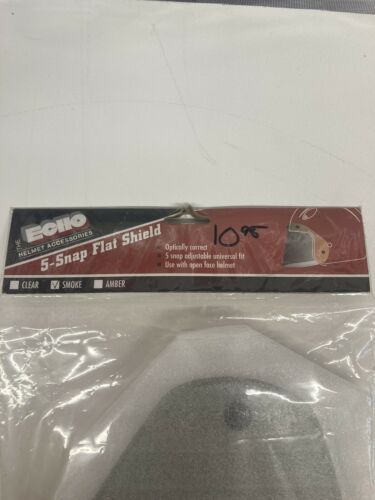 THE
ECHO
HELMET ACCESSORIES
5-Snap Flat Shield
10 95
• Optically correct
• 5 snap adjustable universal fit
• Use with open face helmet
CLEAR ☑ SMOKE AMBER